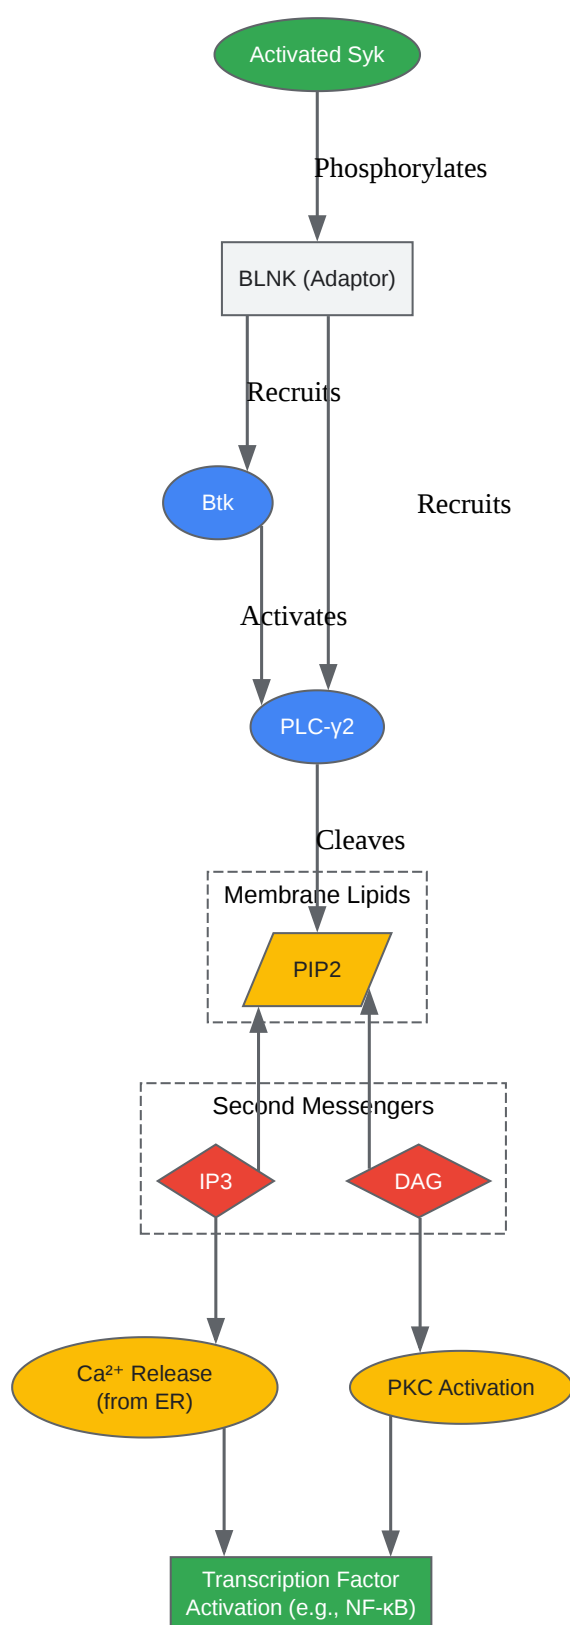 Activated Syk
Phosphorylates
BLNK (Adaptor)
Recruits
Btk
Recruits
Activates
PLC-γ2
Cleaves
Membrane Lipids
PIP2
Second Messengers
IP3
DAG
Ca²⁺ Release
(from ER)
PKC Activation
Transcription Factor
Activation (e.g., NF-κB)